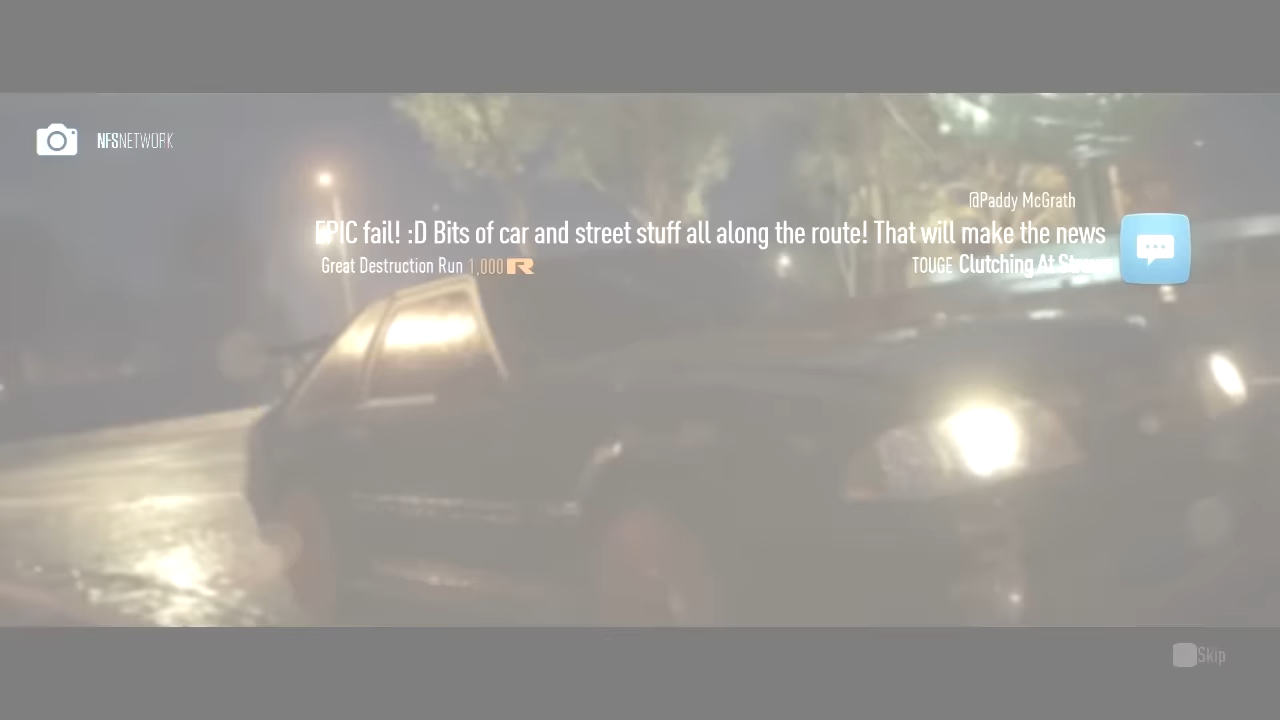 NFSNETWORK
@Paddy McGrath
EPIC fail! :D Bits of car and street stuff all along the route! That will make the news
Great Destruction Run 1,000
TOUGE Clutching At Straws
Skip